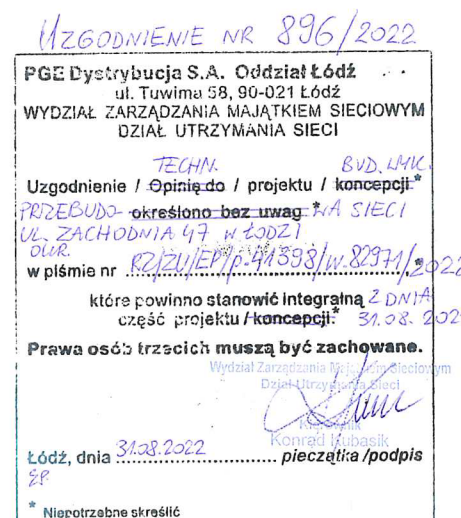 UZGODNIENIE NR 896/2022
PGE Dystrybucja S.A. Oddział Łódź
ul. Tuwima 58, 90-021 Łódź
WYDZIAŁ ZARZĄDZANIA MAJĄTKIEM SIECIOWYM
DZIAŁ UTRZYMANIA SIECI
TECHN. BUD.
Uzgodnienie / Opinię do / projektu / koncepcji*
PRZEBUDO- określono bez uwag * WA SIECI
UL. ZACHODNIA 47 W ŁODZI
w piśmie nr RZ/ZU/EP/p.41398/w.82971/2022*
które powinno stanowić integralną Z DNIA
część projektu / koncepcji.* 31.08.202
Prawa osób trzecich muszą być zachowane.
Wydział Zarządzania Majątkiem Sieciowym
Dział Utrzymania Sieci
Kierownik
Konrad Kubasik
Łódź, dnia 31.08.2022 pieczątka /podpis
EP.
* Niepotrzebne skreślić